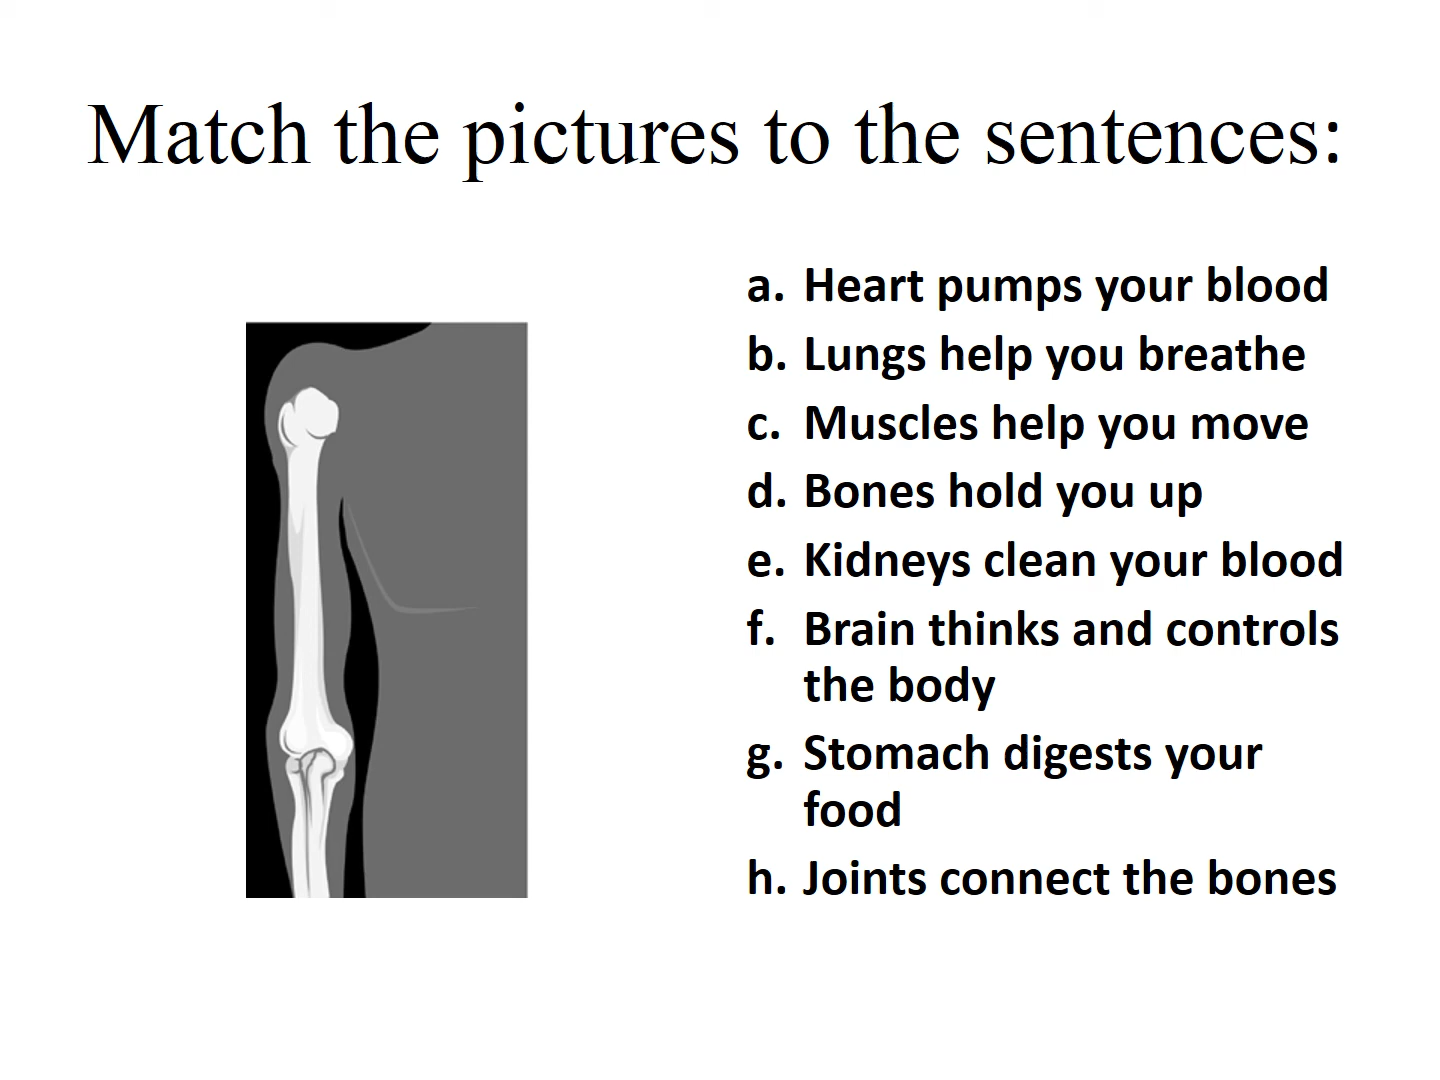 Match the pictures to the sentences:
a. Heart pumps your blood
b. Lungs help you breathe
c. Muscles help you move
d. Bones hold you up
e. Kidneys clean your blood
f. Brain thinks and controls
the body
g. Stomach digests your
food
h. Joints connect the bones